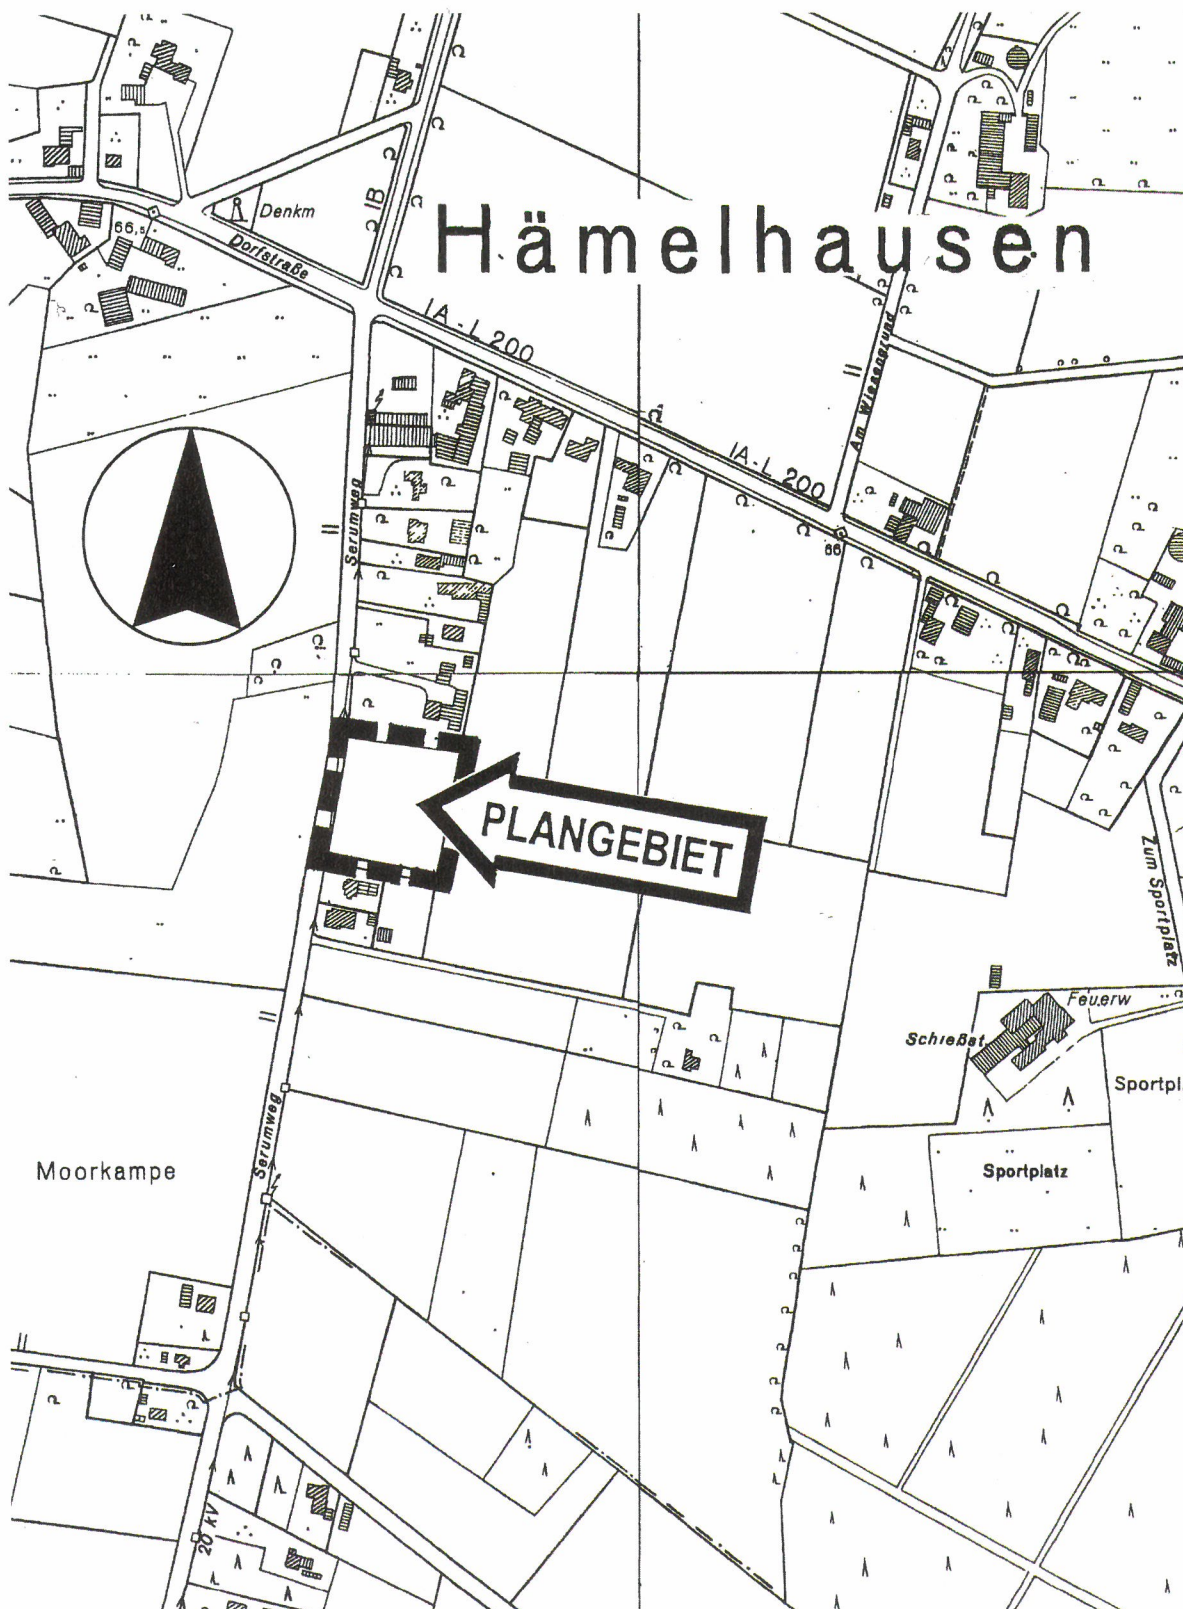 Denkm
66,5
Dorfstraße
IB
Hämelhausen
IA - L 200
Am Wiesengrund
IA - L 200
Serumweg
66
PLANGEBIET
Zum Sportplatz
Feuerw
Schießst
Sportpl
Serumweg
Moorkampe
Sportplatz
20 kV